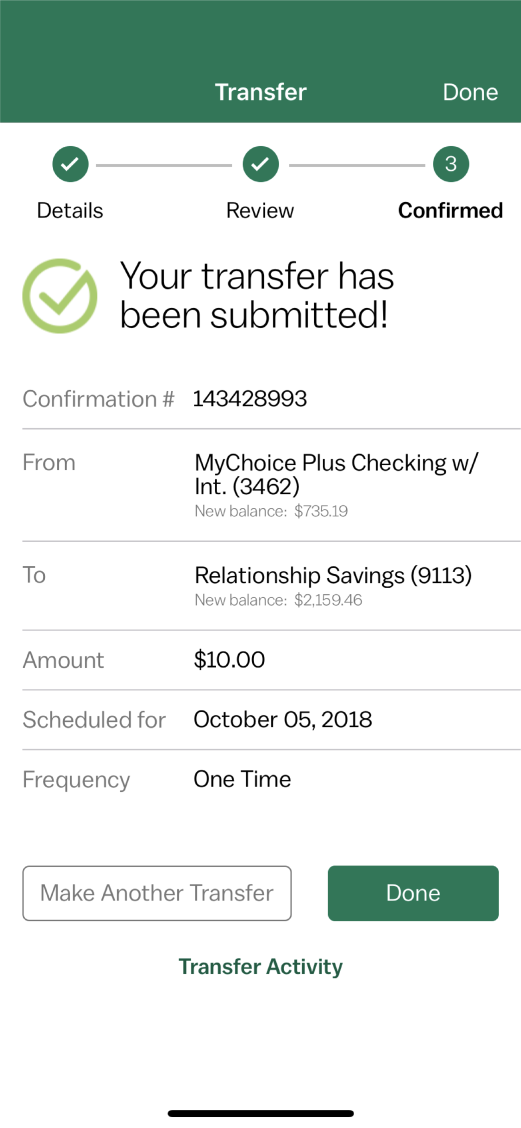 Transfer
Done
3
Details
Review
Confirmed
Your transfer has
been submitted!
Confirmation # 143428993
From
MyChoice Plus Checking w/
Int. (3462)
New balance: $735.19
To
Relationship Savings (9113)
New balance: $2,159.46
Amount
$10.00
Scheduled for
October 05, 2018
Frequency
One Time
Make Another Transfer
Done
Transfer Activity